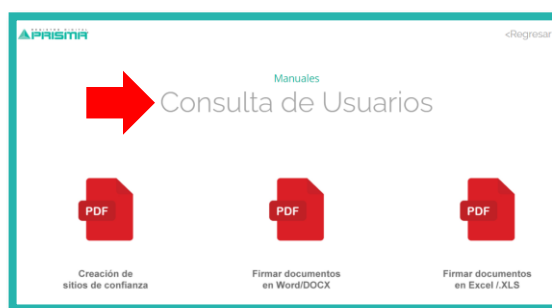 PRISMA
<Regresar
Manuales
Consulta de Usuarios
PDF
PDF
PDF
Creación de
sitios de confianza
Firmar documentos
en Word/DOCX
Firmar documentos
en Excel /.XLS